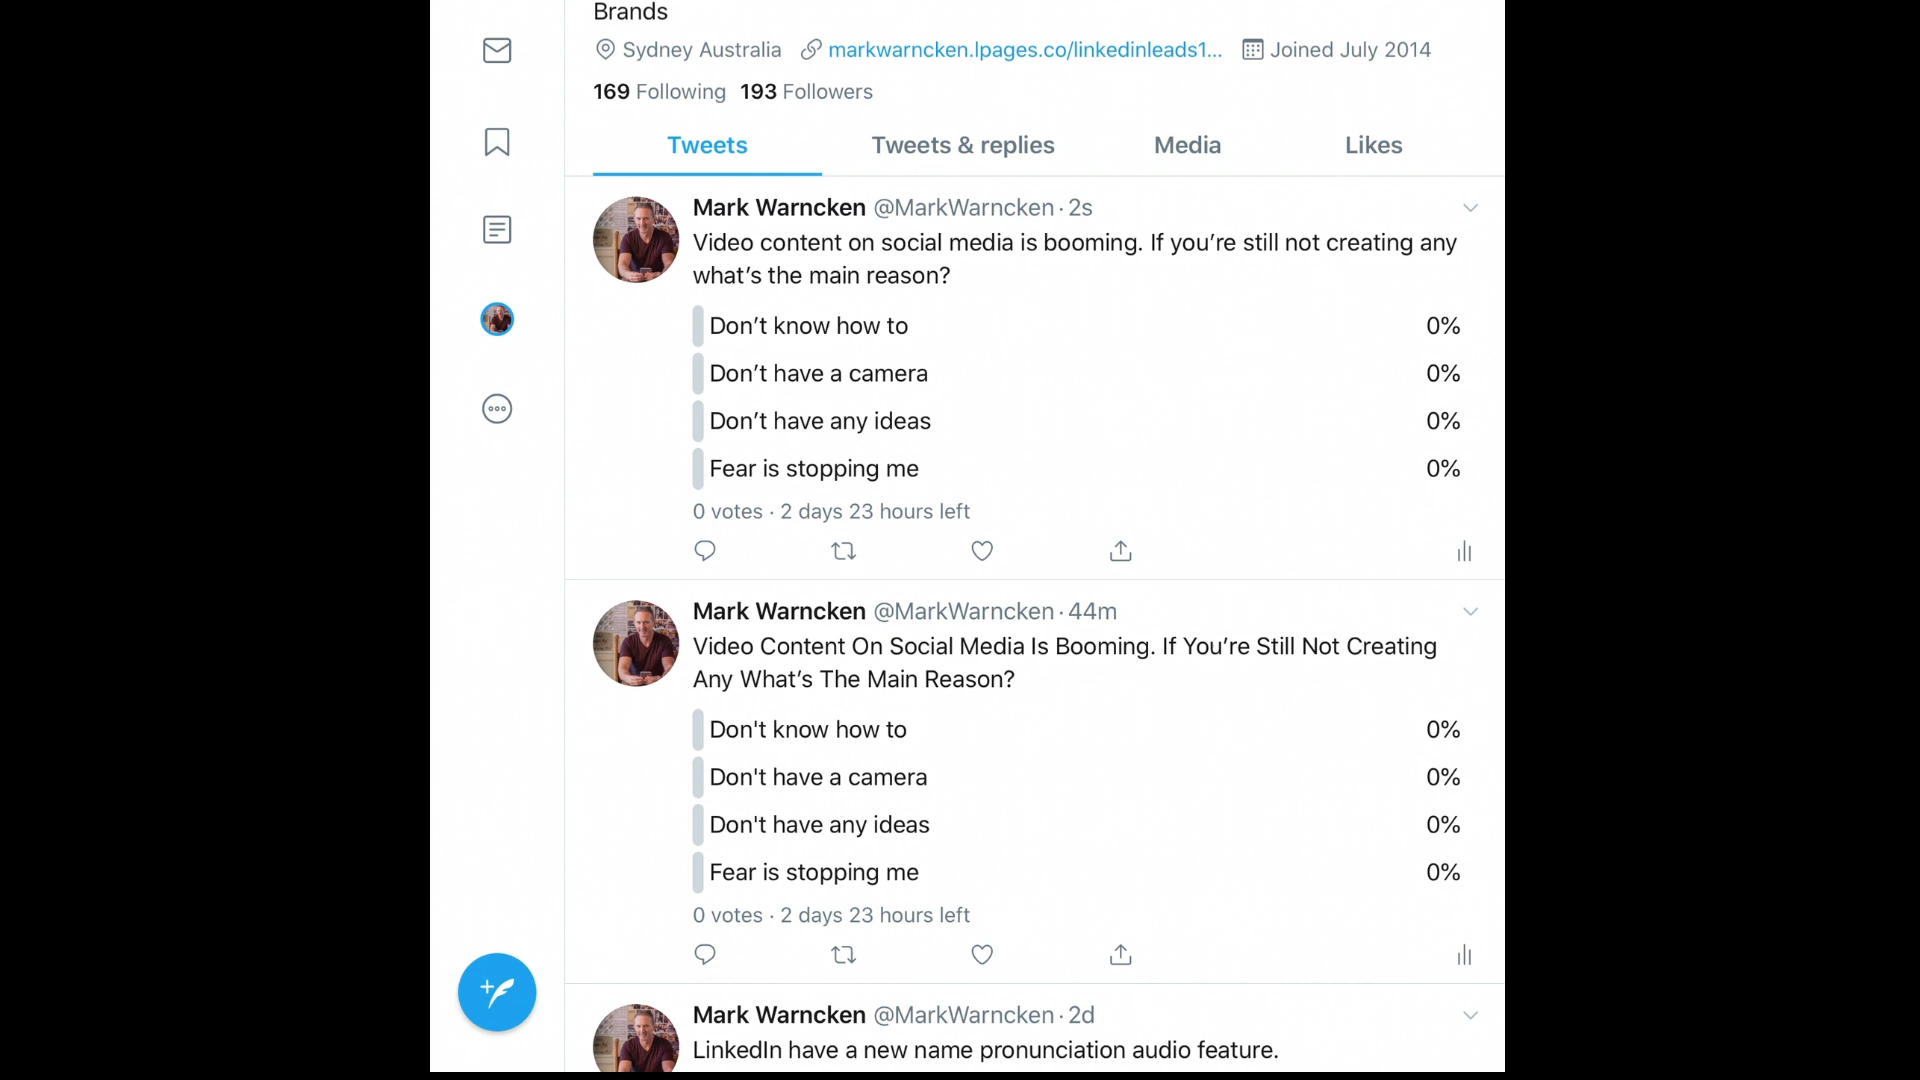 Brands
Sydney Australia markwarncken.lpages.co/linkedinleads1... Joined July 2014
169 Following 193 Followers
Tweets Tweets & replies Media Likes
Mark Warncken @MarkWarncken · 2s
Video content on social media is booming. If you’re still not creating any
what’s the main reason?
Don’t know how to 0%
Don’t have a camera 0%
Don’t have any ideas 0%
Fear is stopping me 0%
0 votes · 2 days 23 hours left
Mark Warncken @MarkWarncken · 44m
Video Content On Social Media Is Booming. If You’re Still Not Creating
Any What’s The Main Reason?
Don't know how to 0%
Don't have a camera 0%
Don't have any ideas 0%
Fear is stopping me 0%
0 votes · 2 days 23 hours left
Mark Warncken @MarkWarncken · 2d
LinkedIn have a new name pronunciation audio feature.